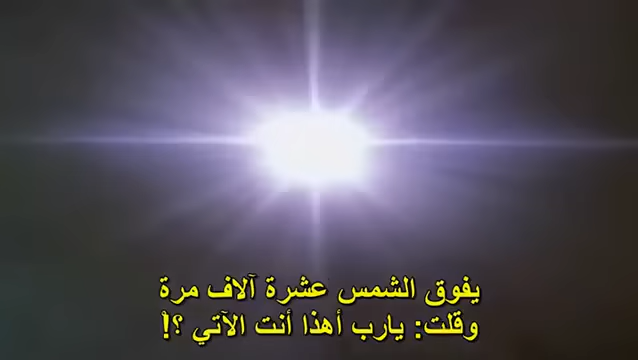 يفوق الشمس عشرة آلاف مرة
وقلت: يارب أهذا أنت الآتي ؟!